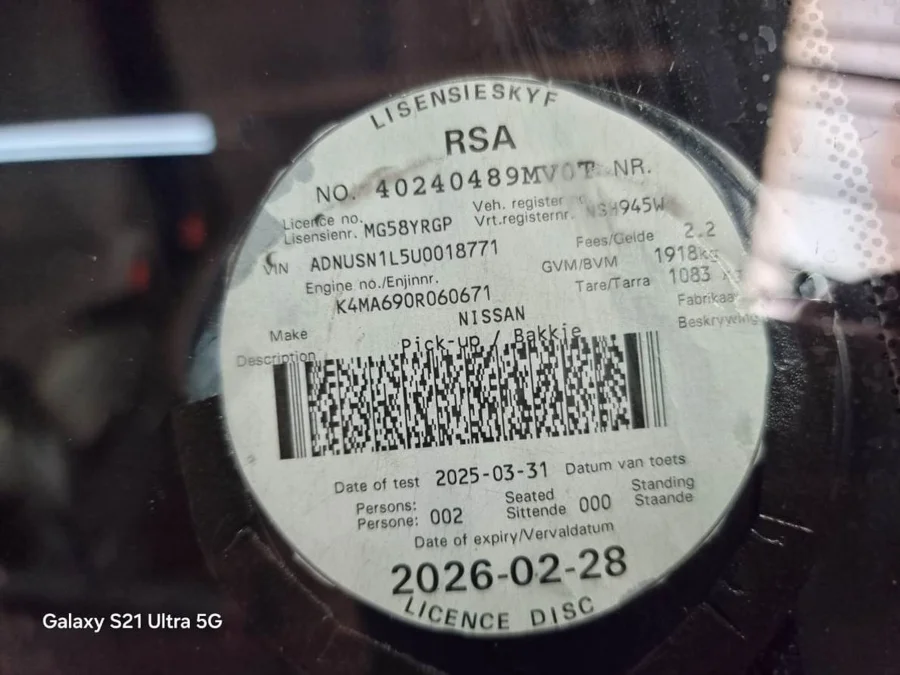 LISENSIESKYF
RSA
NO. 40240489MV0T NR.
Licence no. Veh. register
Lisensienr. MG58YRGP Vrt.registernr. 945W
VIN ADNUSN1L5U0018771 Fees/Gelde 2.2
Engine no./Enjinnr. GVM/BVM 1918kg
K4MA690R060671 Tare/Tarra 1083
Make NISSAN Fabrikaat
Description Pick-up / Bakkie Beskrywing
Date of test 2025-03-31 Datum van toets
Persons: Seated Standing
Persone: 002 Sittende 000 Staande
Date of expiry/Vervaldatum
2026-02-28
LICENCE DISC
Galaxy S21 Ultra 5G